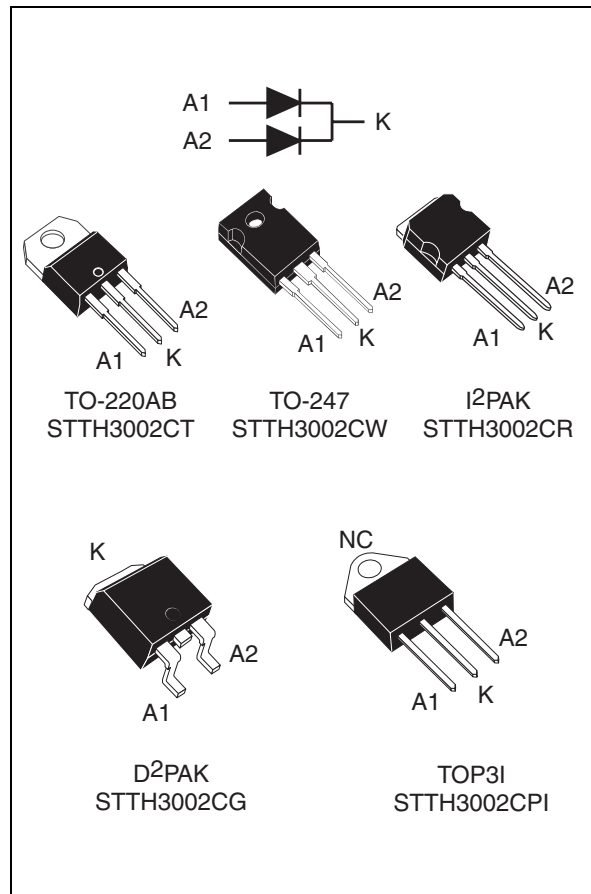 A1
K
A2
A2
K
A1
TO-220AB
STTH3002CT
A2
K
A1
TO-247
STTH3002CW
A2
K
A1
I²PAK
STTH3002CR
K
A2
A1
D²PAK
STTH3002CG
NC
A2
K
A1
TOP3I
STTH3002CPI